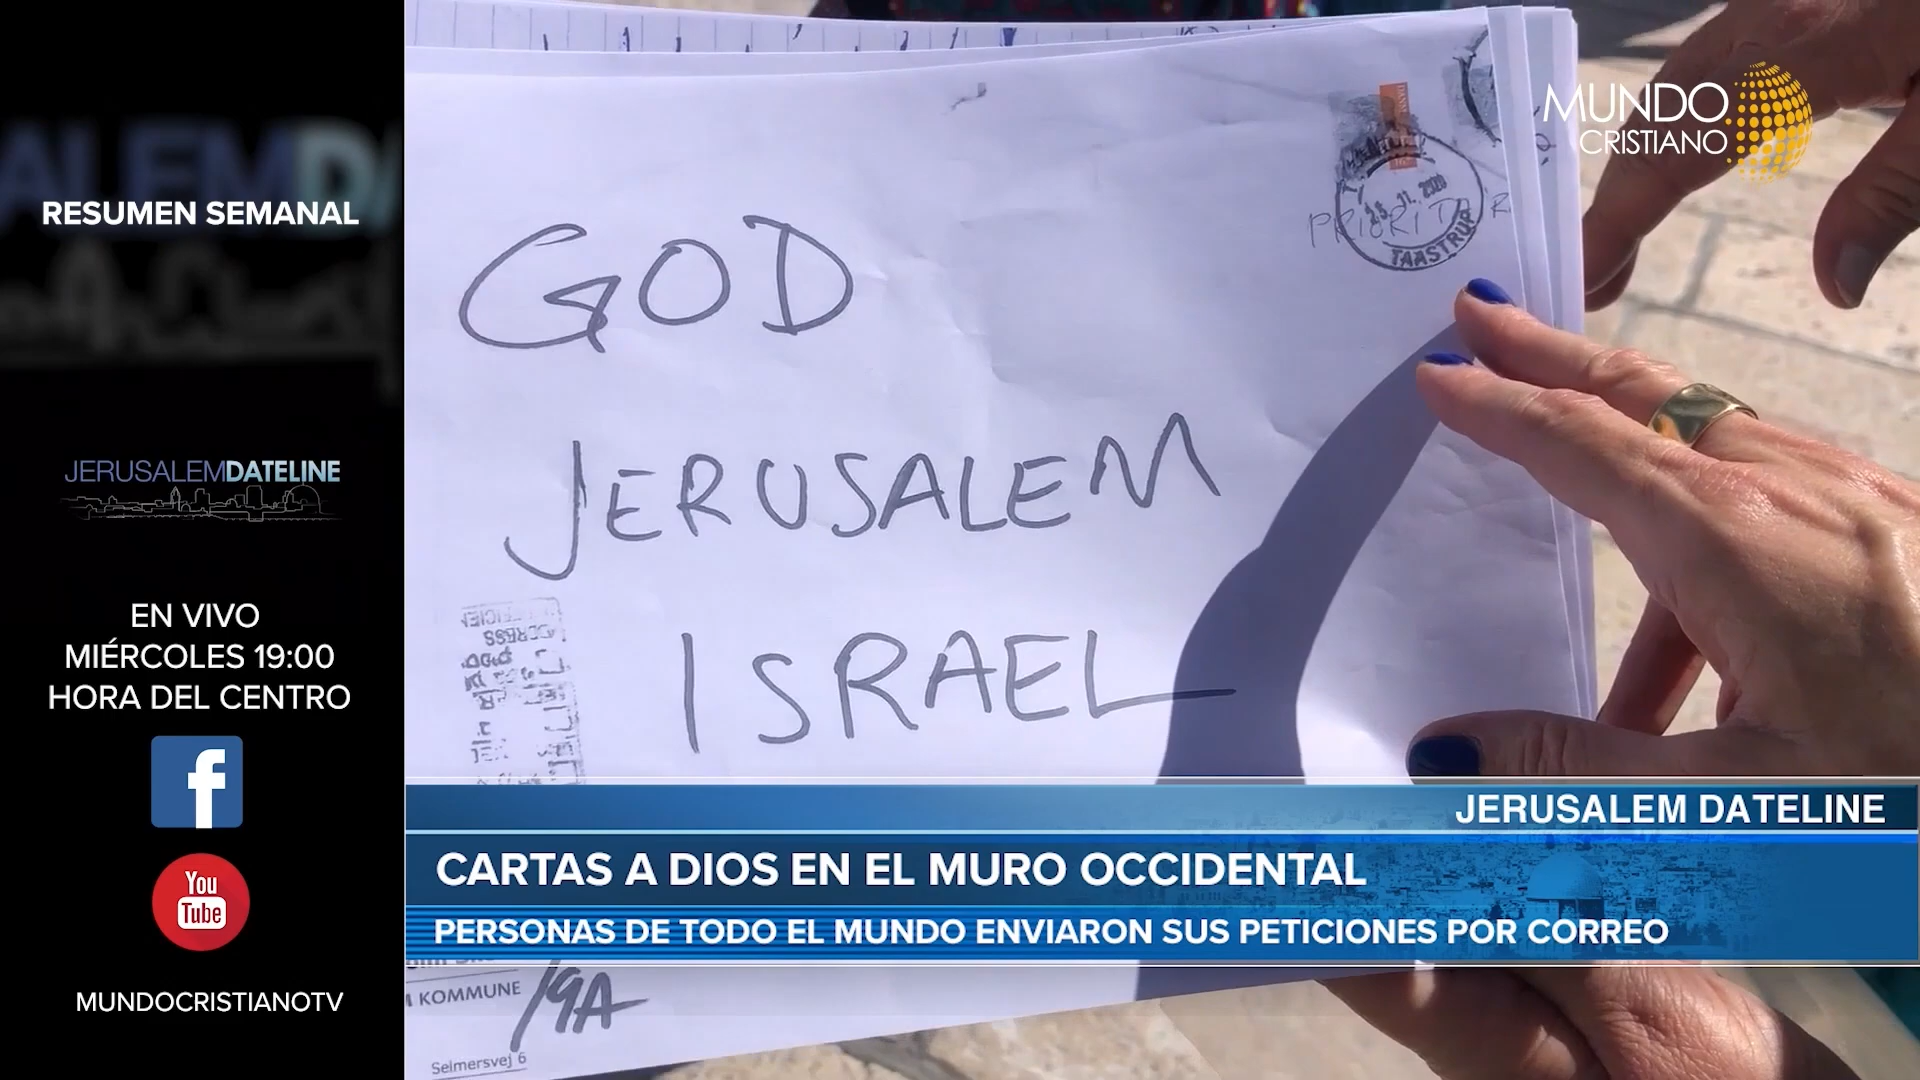 RESUMEN SEMANAL
JERUSALEMDATELINE
EN VIVO
MIÉRCOLES 19:00
HORA DEL CENTRO
f
You
Tube
MUNDOCRISTIANOTV
MUNDO
CRISTIANO
PRIORITAIR
TAASTRUP
GOD
JERUSALEM
ISRAEL
JERUSALEM DATELINE
CARTAS A DIOS EN EL MURO OCCIDENTAL
PERSONAS DE TODO EL MUNDO ENVIARON SUS PETICIONES POR CORREO
KOMMUNE
/9A
Selmersvej 6